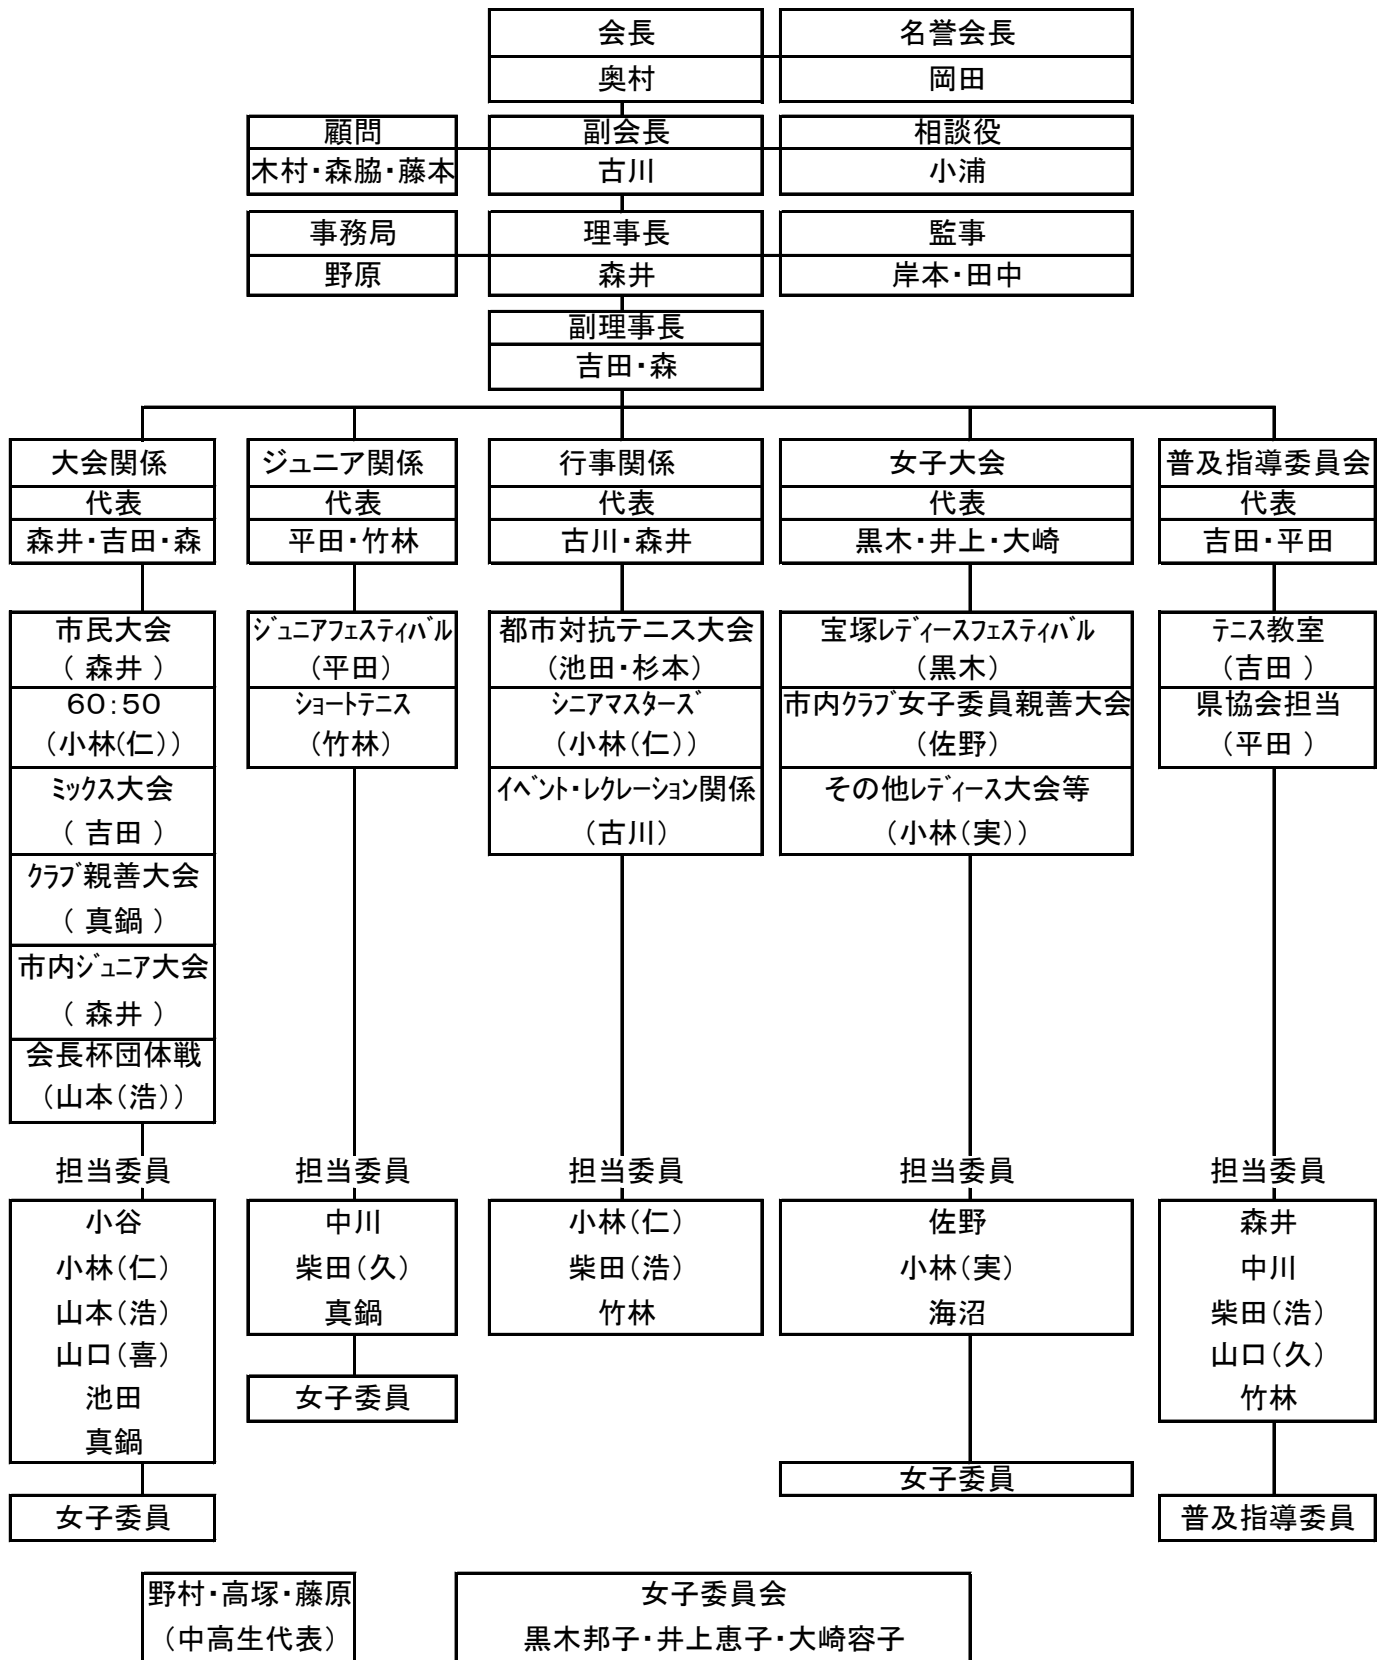 会長
名誉会長
奥村
岡田
顧問
副会長
相談役
木村・森脇・藤本
古川
小浦
事務局
理事長
監事
野原
森井
岸本・田中
副理事長
吉田・森
大会関係
ジュニア関係
行事関係
女子大会
普及指導委員会
代表
代表
代表
代表
代表
森井・吉田・森
平田・竹林
古川・森井
黒木・井上・大崎
吉田・平田
市民大会
（ 森井 ）
60：50
（小林（仁））
ミックス大会
（ 吉田 ）
クラブ親善大会
（ 真鍋 ）
市内ジュニア大会
（ 森井 ）
会長杯団体戦
（山本（浩））
ジュニアフェスティバル
（平田）
ショートテニス
（竹林）
都市対抗テニス大会
（池田・杉本）
シニアマスターズ
（小林（仁））
イベント・レクレーション関係
（古川）
宝塚レディースフェスティバル
（黒木）
市内クラブ女子委員親善大会
（佐野）
その他レディース大会等
（小林（実））
テニス教室
（吉田 ）
県協会担当
（平田 ）
担当委員
担当委員
担当委員
担当委員
担当委員
小谷
小林（仁）
山本（浩）
山口（喜）
池田
真鍋
女子委員
中川
柴田（久）
真鍋
女子委員
小林（仁）
柴田（浩）
竹林
佐野
小林（実）
海沼
女子委員
森井
中川
柴田（浩）
山口（久）
竹林
普及指導委員
野村・高塚・藤原
（中高生代表）
女子委員会
黒木邦子・井上恵子・大崎容子